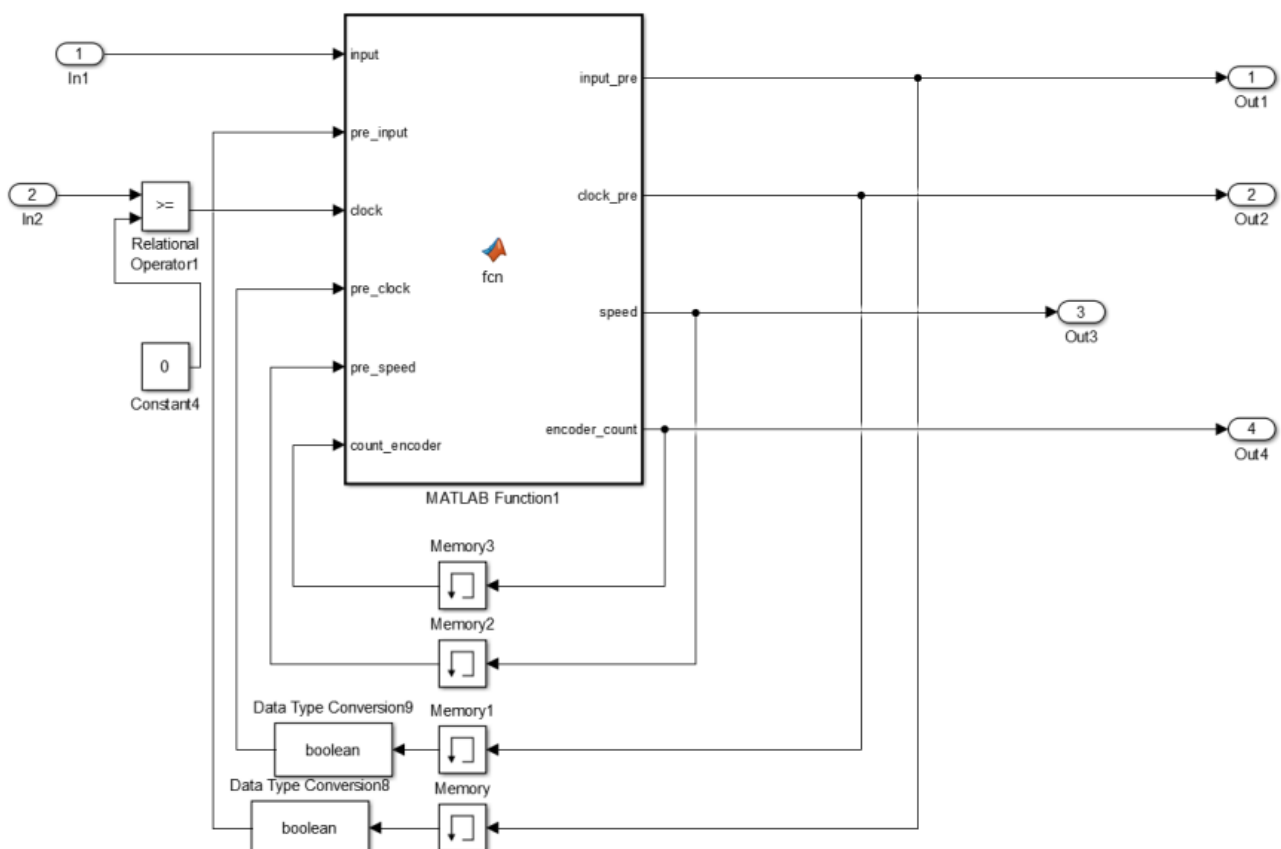 1
In1
input
input_pre
1
Out1
pre_input
2
In2
>=
Relational
Operator1
clock
clock_pre
2
Out2
fcn
pre_clock
speed
3
Out3
0
Constant4
pre_speed
count_encoder
encoder_count
4
Out4
MATLAB Function1
Memory3
Memory2
Data Type Conversion9
Memory1
boolean
Data Type Conversion8
Memory
boolean